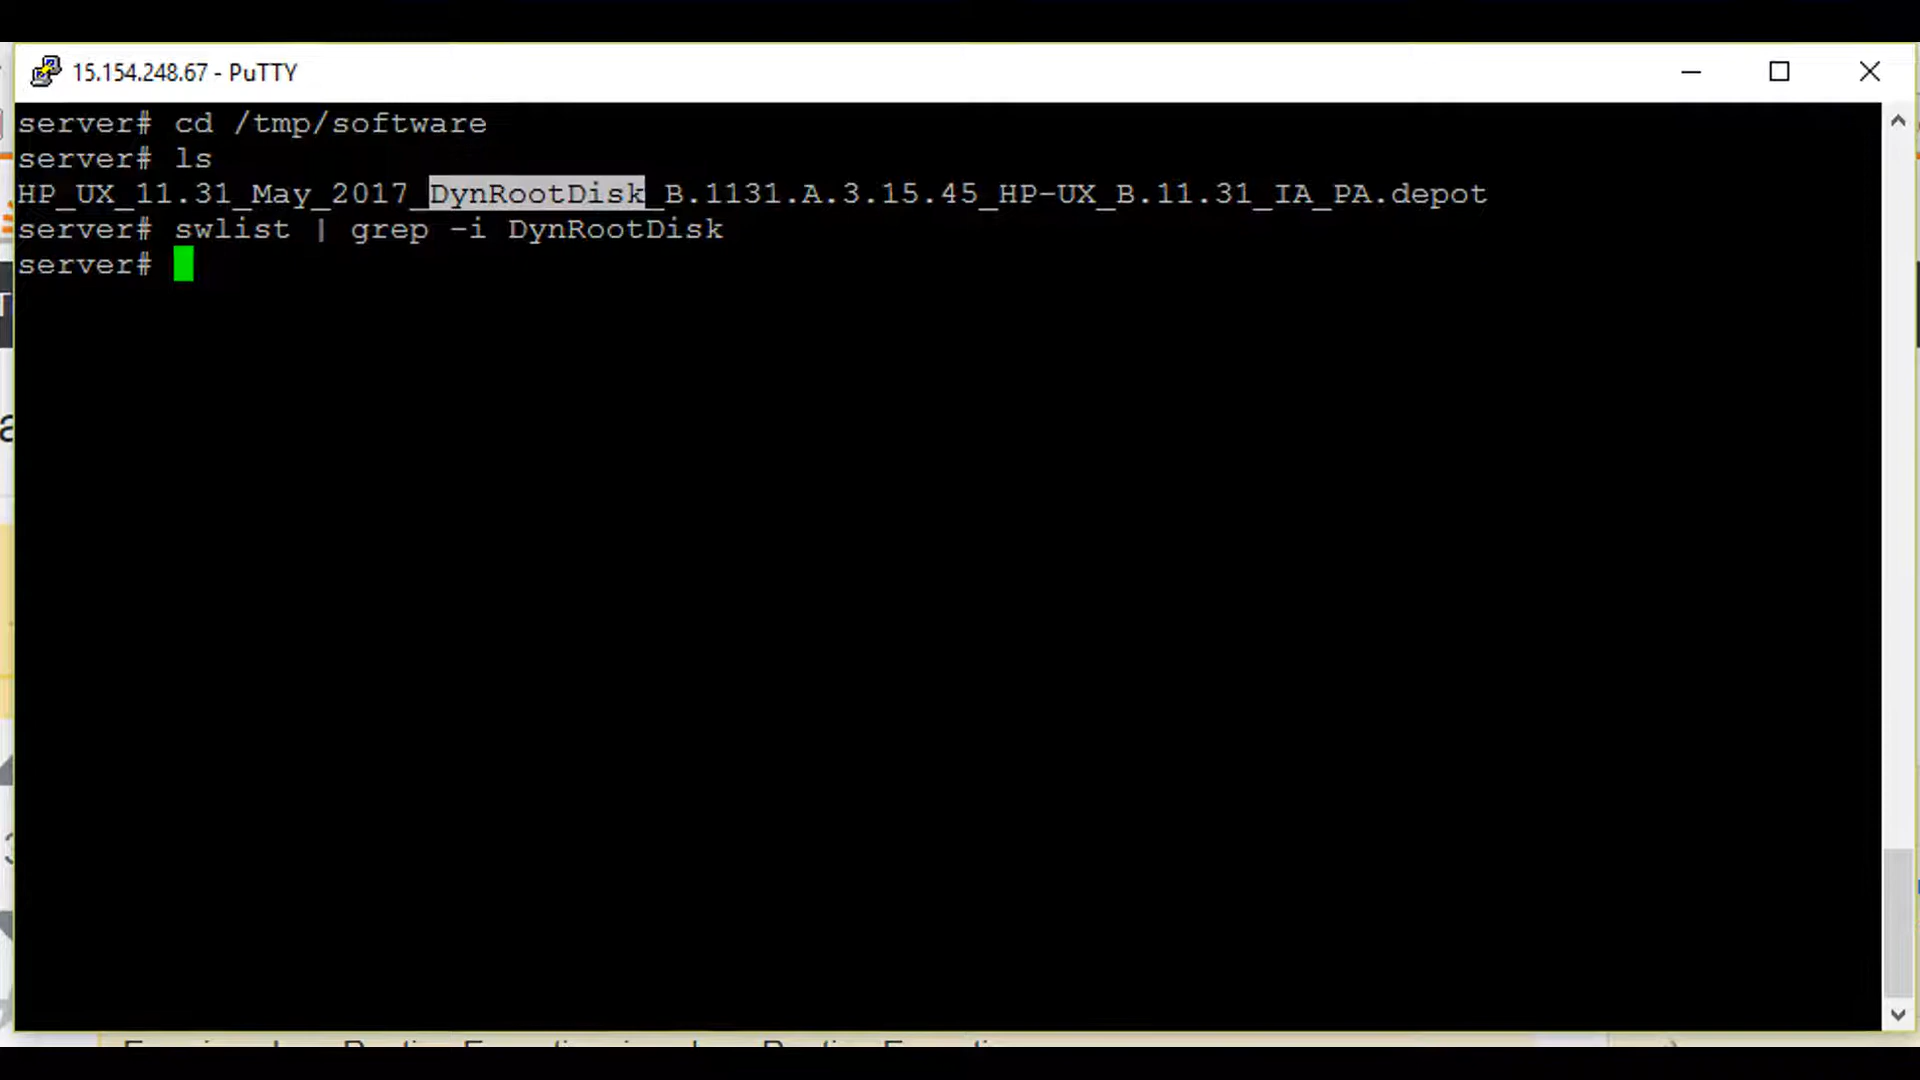 15.154.248.67 - PuTTY
server# cd /tmp/software
server# ls
HP_UX_11.31_May_2017_DynRootDisk_B.1131.A.3.15.45_HP-UX_B.11.31_IA_PA.depot
server# swlist | grep -i DynRootDisk
server#